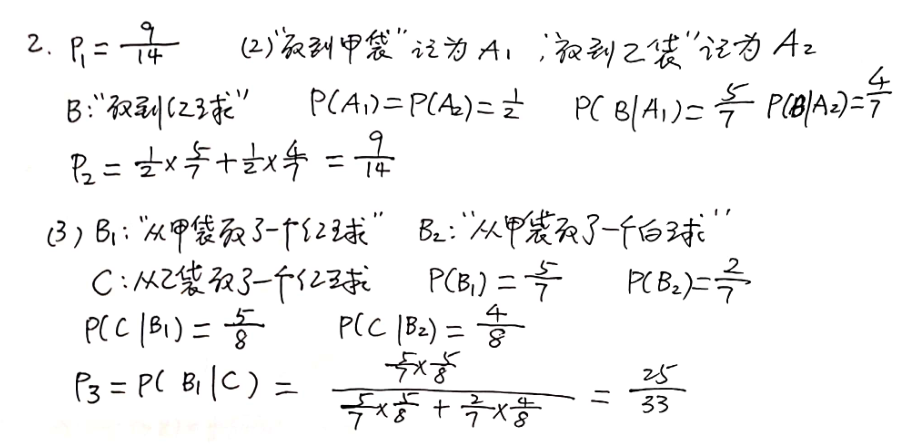 2. P₁ = 9/14 (2)"取到甲袋"记为 A₁ ,"取到乙袋"记为 A₂
B:"取到红球" P(A₁)=P(A₂)=1/2 P(B|A₁)=5/7 P(B|A₂)=4/7
P₂ = 1/2×5/7+1/2×4/7 = 9/14
(3) B₁:"从甲袋取了一个红球" B₂:"从甲袋取了一个白球"
C:从乙袋取了一个红球 P(B₁)=5/7 P(B₂)=2/7
P(C|B₁)=5/8 P(C|B₂)=4/8
P₃=P(B₁|C)= (5/7×5/8)/(5/7×5/8+2/7×4/8) = 25/33